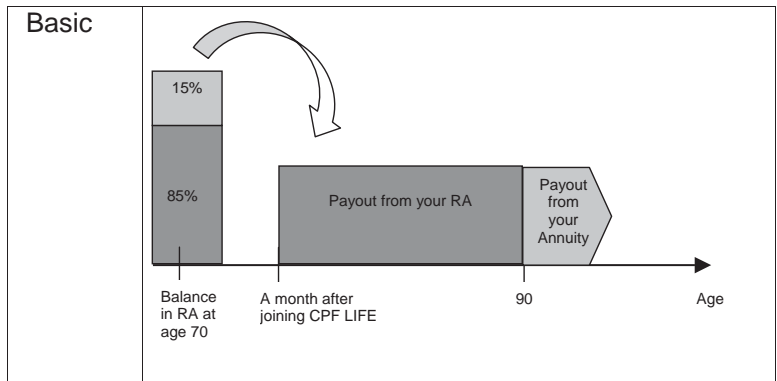 Basic
15%
85%
Payout from your RA
Payout
from
your
Annuity
Balance
in RA at
age 70
A month after
joining CPF LIFE
90
Age